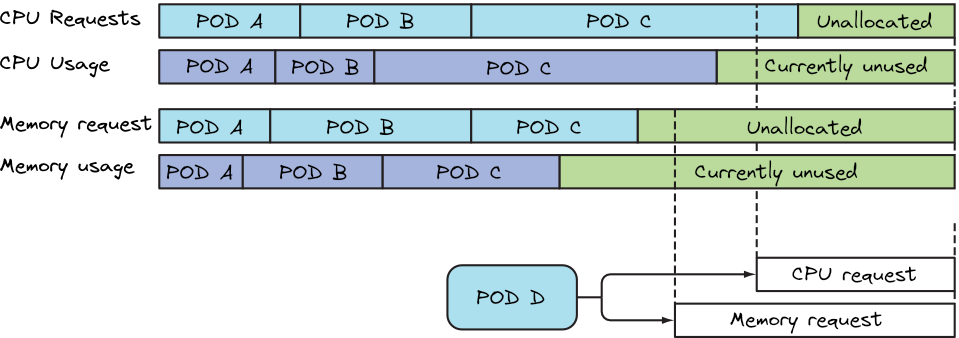 CPU Requests POD A POD B POD C Unallocated
CPU Usage POD A POD B POD C Currently unused
Memory request POD A POD B POD C Unallocated
Memory usage POD A POD B POD C Currently unused
CPU request
POD D
Memory request